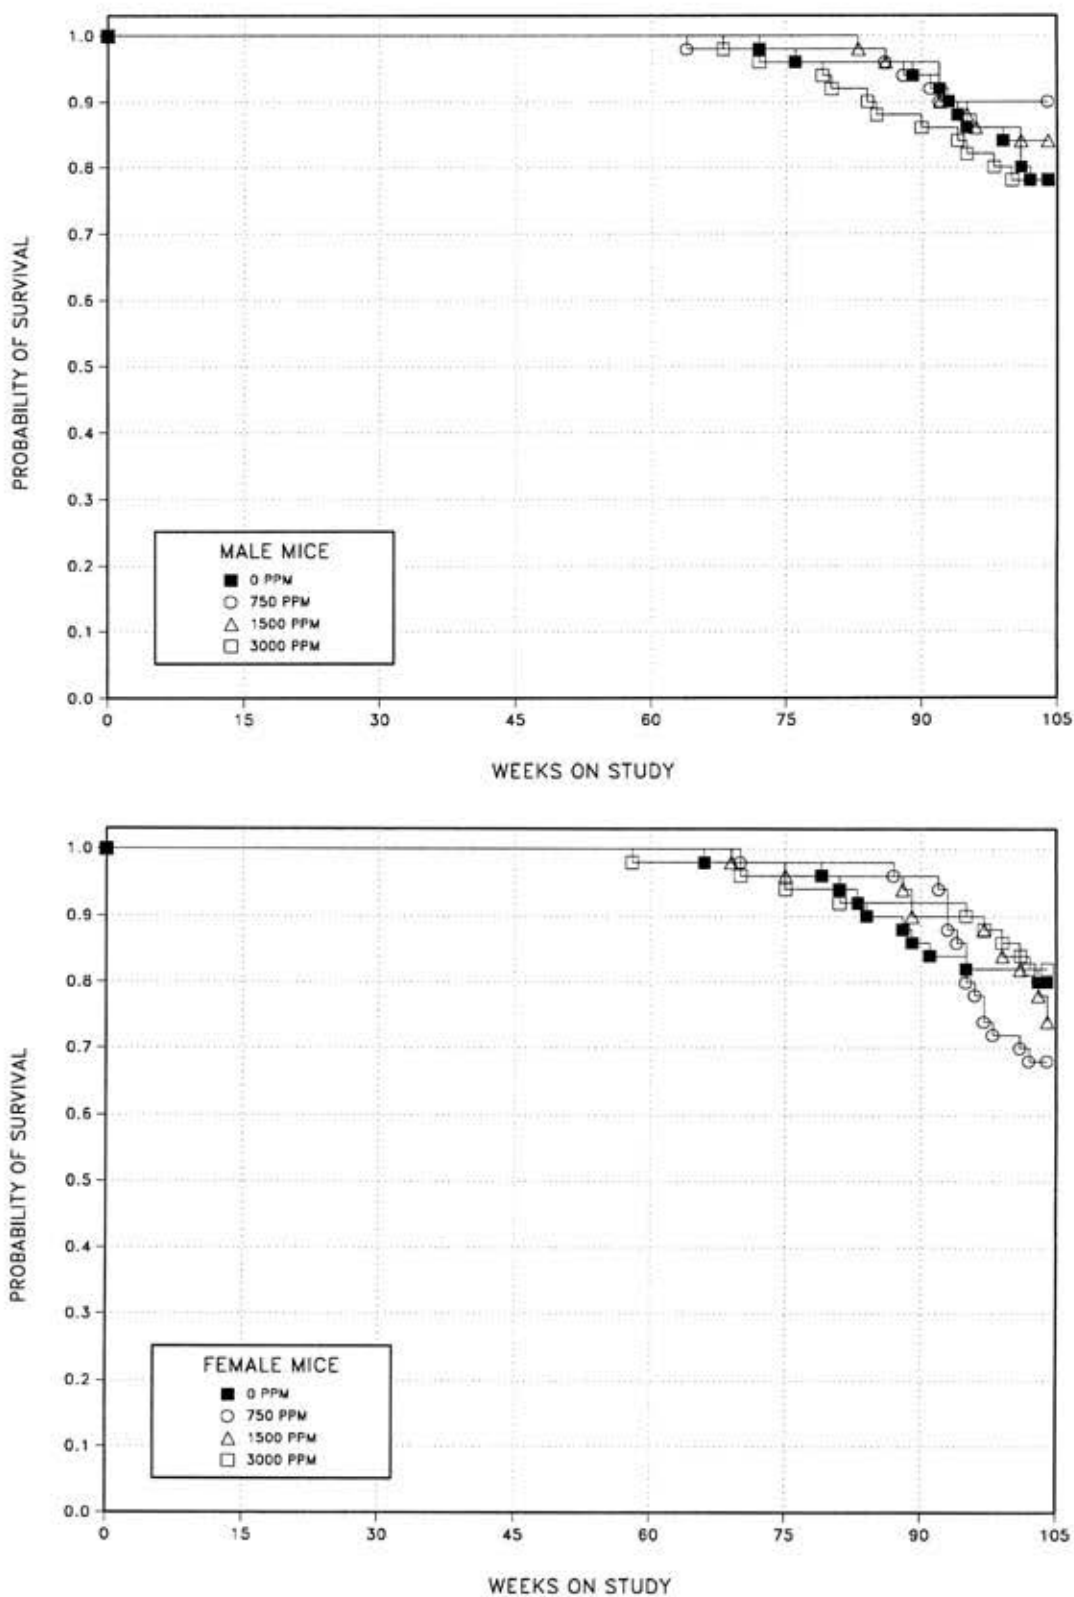 1.0
0.9
0.8
0.7
0.6
0.5
0.4
0.3
0.2
0.1
0.0
PROBABILITY OF SURVIVAL
MALE MICE
0 PPM
750 PPM
1500 PPM
3000 PPM
0 15 30 45 60 75 90 105
WEEKS ON STUDY
1.0
0.9
0.8
0.7
0.6
0.5
0.4
0.3
0.2
0.1
0.0
PROBABILITY OF SURVIVAL
FEMALE MICE
0 PPM
750 PPM
1500 PPM
3000 PPM
0 15 30 45 60 75 90 105
WEEKS ON STUDY